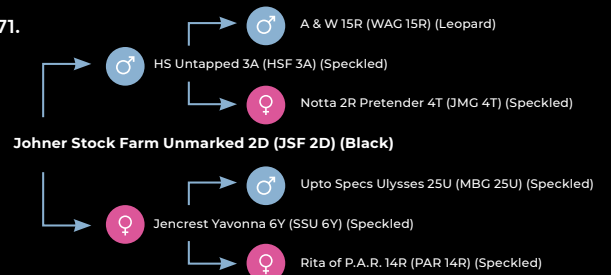 71.
A & W 15R (WAG 15R) (Leopard)
HS Untapped 3A (HSF 3A) (Speckled)
Notta 2R Pretender 4T (JMG 4T) (Speckled)
Johner Stock Farm Unmarked 2D (JSF 2D) (Black)
Upto Specs Ulysses 25U (MBG 25U) (Speckled)
Jencrest Yavonna 6Y (SSU 6Y) (Speckled)
Rita of P.A.R. 14R (PAR 14R) (Speckled)